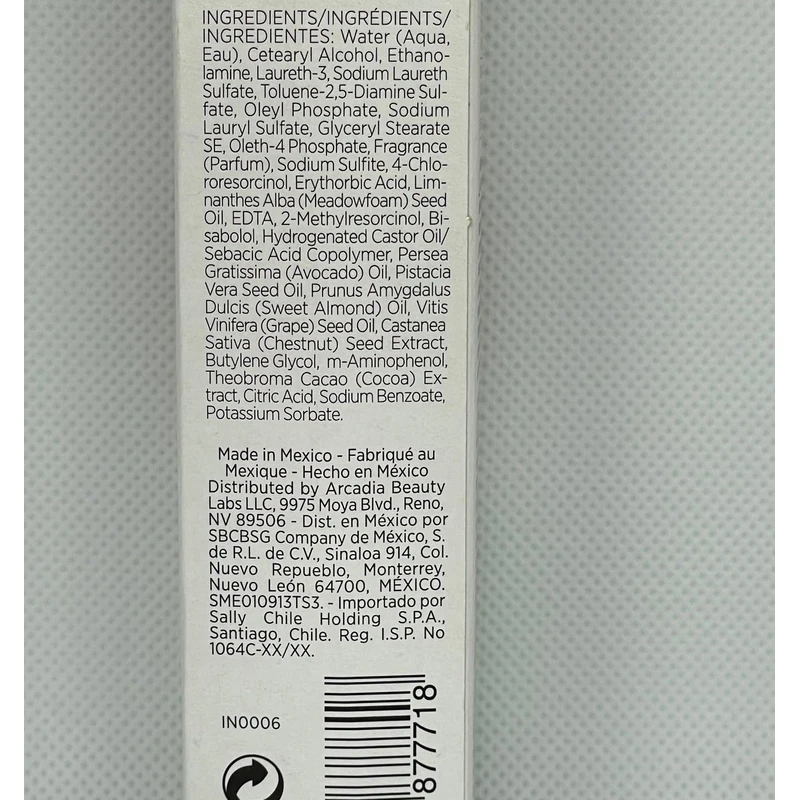 INGREDIENTS/INGRÉDIENTS/
INGREDIENTES: Water (Aqua,
Eau), Cetearyl Alcohol, Ethano-
lamine, Laureth-3, Sodium Laureth
Sulfate, Toluene-2,5-Diamine Sul-
fate, Oleyl Phosphate, Sodium
Lauryl Sulfate, Glyceryl Stearate
SE, Oleth-4 Phosphate, Fragrance
(Parfum), Sodium Sulfite, 4-Chlo-
roresorcinol, Erythorbic Acid, Lim-
nanthes Alba (Meadowfoam) Seed
Oil, EDTA, 2-Methylresorcinol, Bi-
sabolol, Hydrogenated Castor Oil/
Sebacic Acid Copolymer, Persea
Gratissima (Avocado) Oil, Pistacia
Vera Seed Oil, Prunus Amygdalus
Dulcis (Sweet Almond) Oil, Vitis
Vinifera (Grape) Seed Oil, Castanea
Sativa (Chestnut) Seed Extract,
Butylene Glycol, m-Aminophenol,
Theobroma Cacao (Cocoa) Ex-
tract, Citric Acid, Sodium Benzoate,
Potassium Sorbate.
Made in Mexico - Fabriqué au
Mexique - Hecho en México
Distributed by Arcadia Beauty
Labs LLC, 9975 Moya Blvd., Reno,
NV 89506 - Dist. en México por
SBCBSG Company de México, S.
de R.L. de C.V., Sinaloa 914, Col.
Nuevo Repueblo, Monterrey,
Nuevo León 64700, MÉXICO.
SME010913TS3. - Importado por
Sally Chile Holding S.P.A.,
Santiago, Chile. Reg. I.S.P. No
1064C-XX/XX.
IN0006
877718